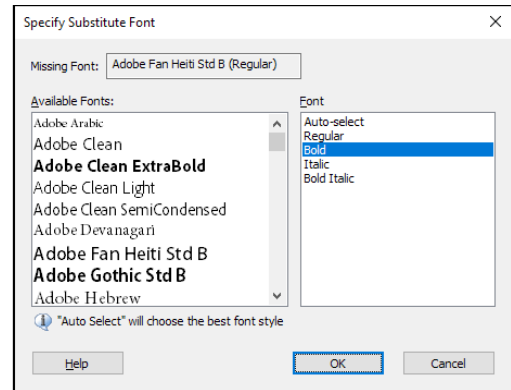 Specify Substitute Font
Missing Font: Adobe Fan Heiti Std B (Regular)
Available Fonts:
Adobe Arabic
Adobe Clean
Adobe Clean ExtraBold
Adobe Clean Light
Adobe Clean SemiCondensed
Adobe Devanagari
Adobe Fan Heiti Std B
Adobe Gothic Std B
Adobe Hebrew
Font
Auto-select
Regular
Bold
Italic
Bold Italic
"Auto Select" will choose the best font style
Help
OK
Cancel